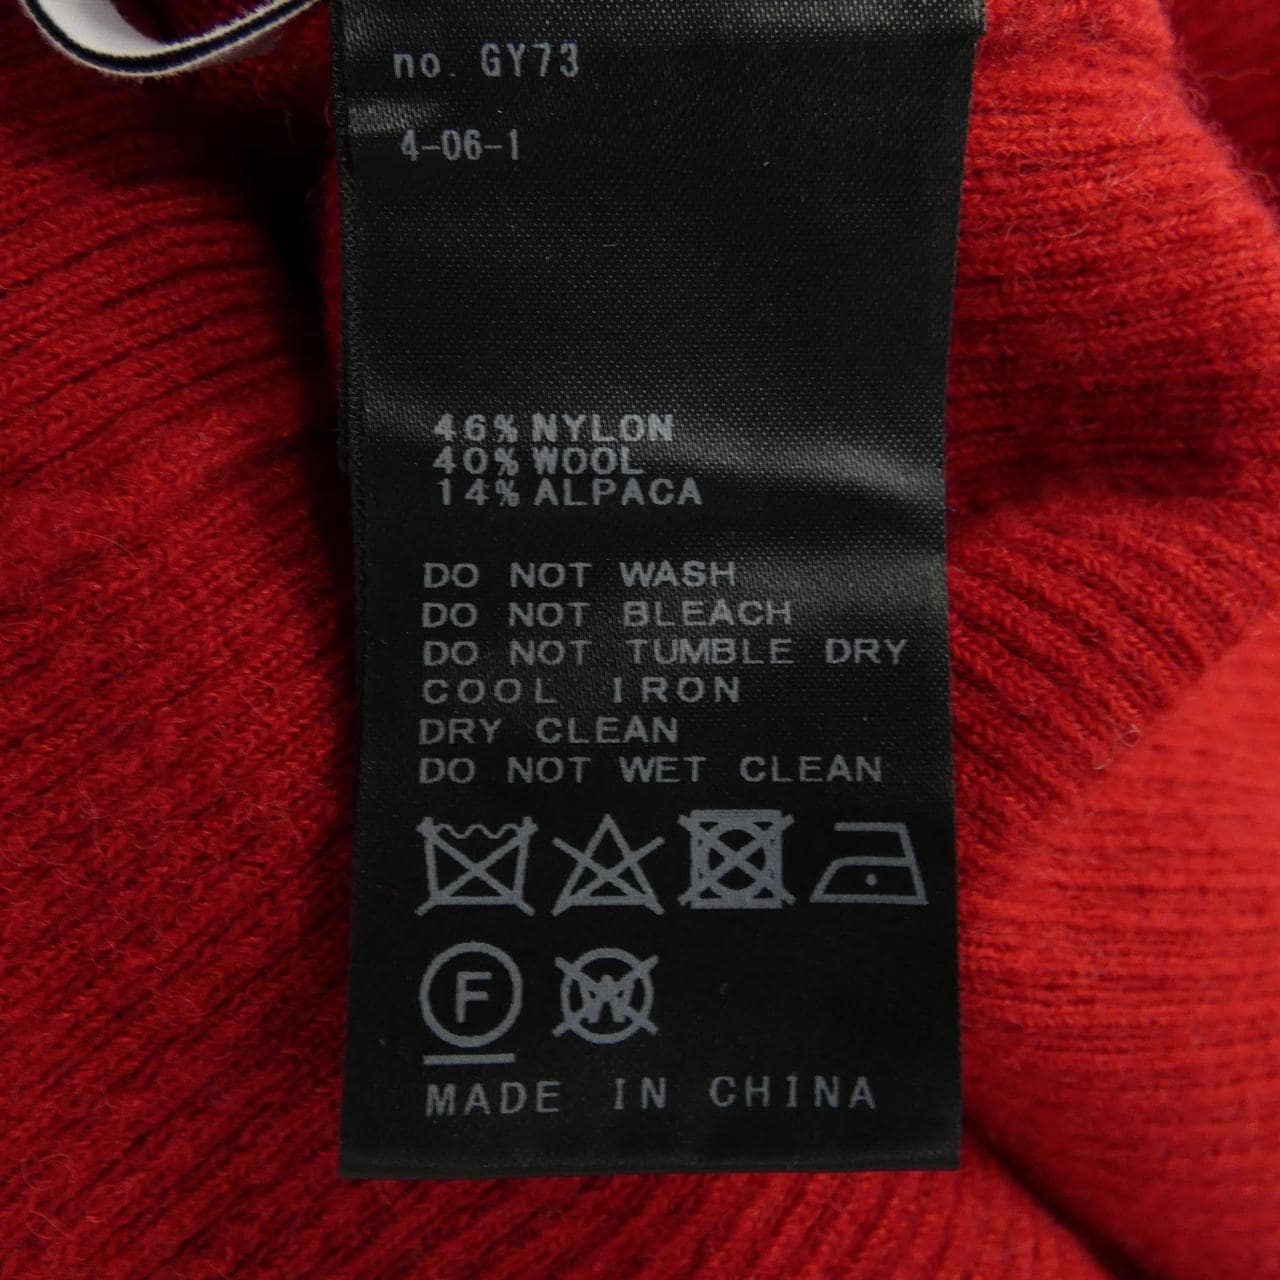 no. GY73
4-06-1
46% NYLON
40% WOOL
14% ALPACA
DO NOT WASH
DO NOT BLEACH
DO NOT TUMBLE DRY
COOL IRON
DRY CLEAN
DO NOT WET CLEAN
F W
MADE IN CHINA